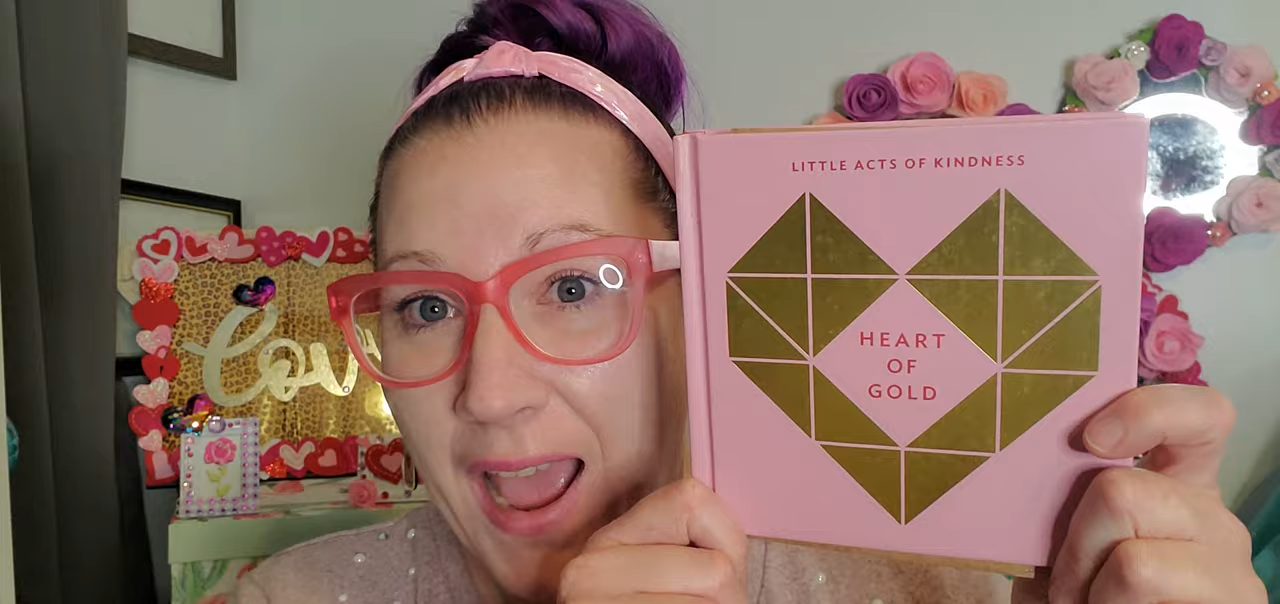 LITTLE ACTS OF KINDNESS
HEART
OF
GOLD
Love